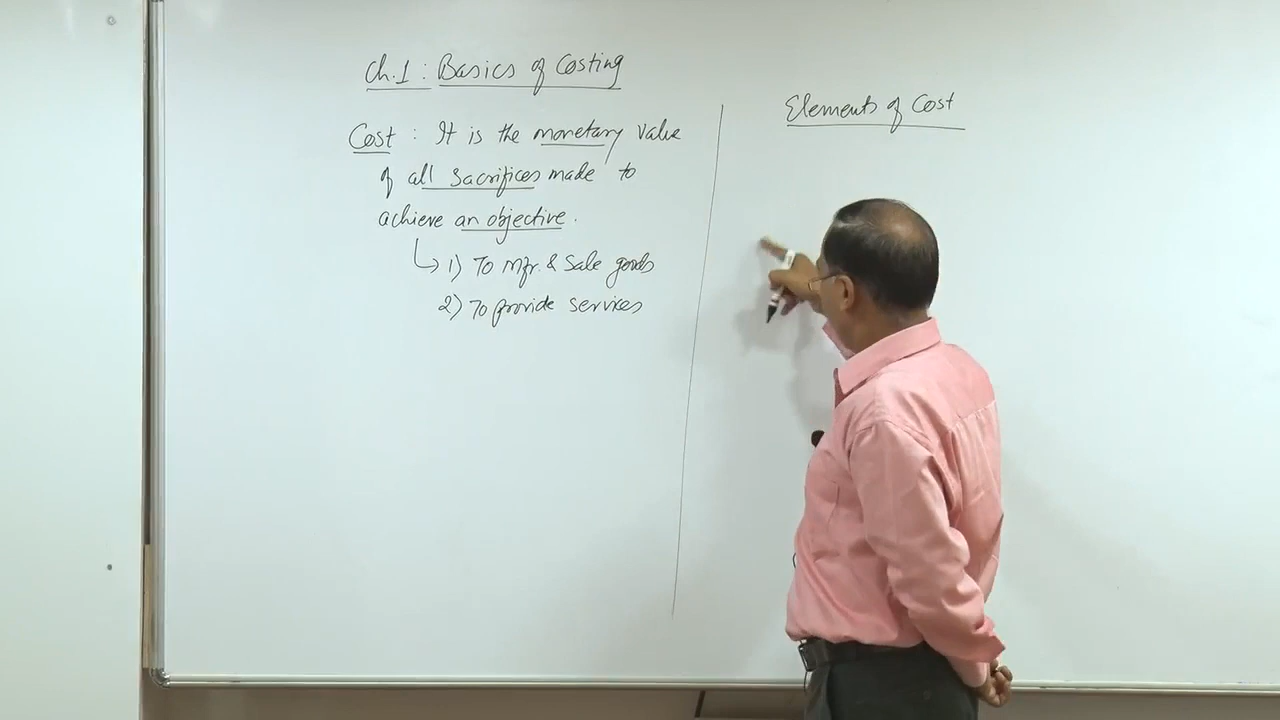 Ch.1 : Basics of Costing
Cost : It is the monetary value
of all sacrifices made to
achieve an objective.
↳ 1) To mfr. & Sale goods
2) To provide services
Elements of Cost